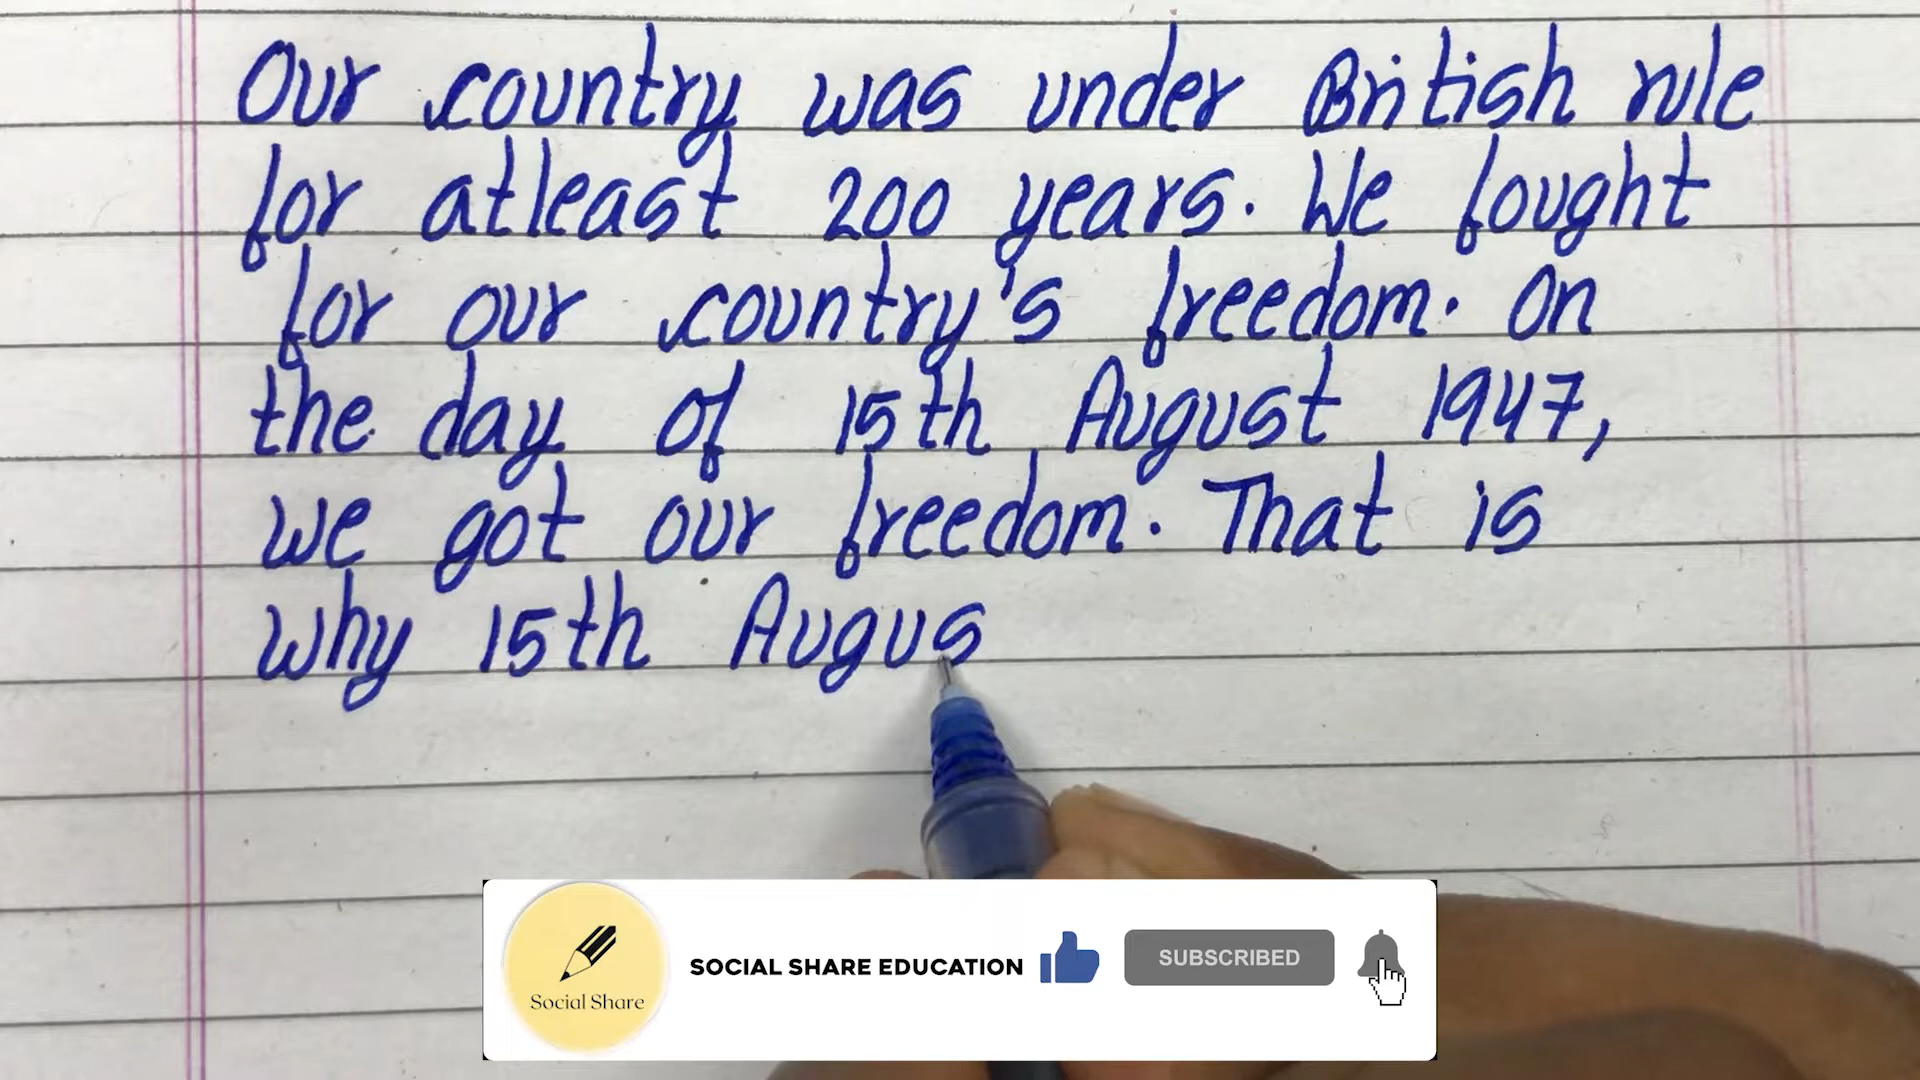 Our country was under British rule
for atleast 200 years. We fought
for our country's freedom. On
the day of 15th August 1947,
we got our freedom. That is
why 15th Augus
Social Share
SOCIAL SHARE EDUCATION
SUBSCRIBED